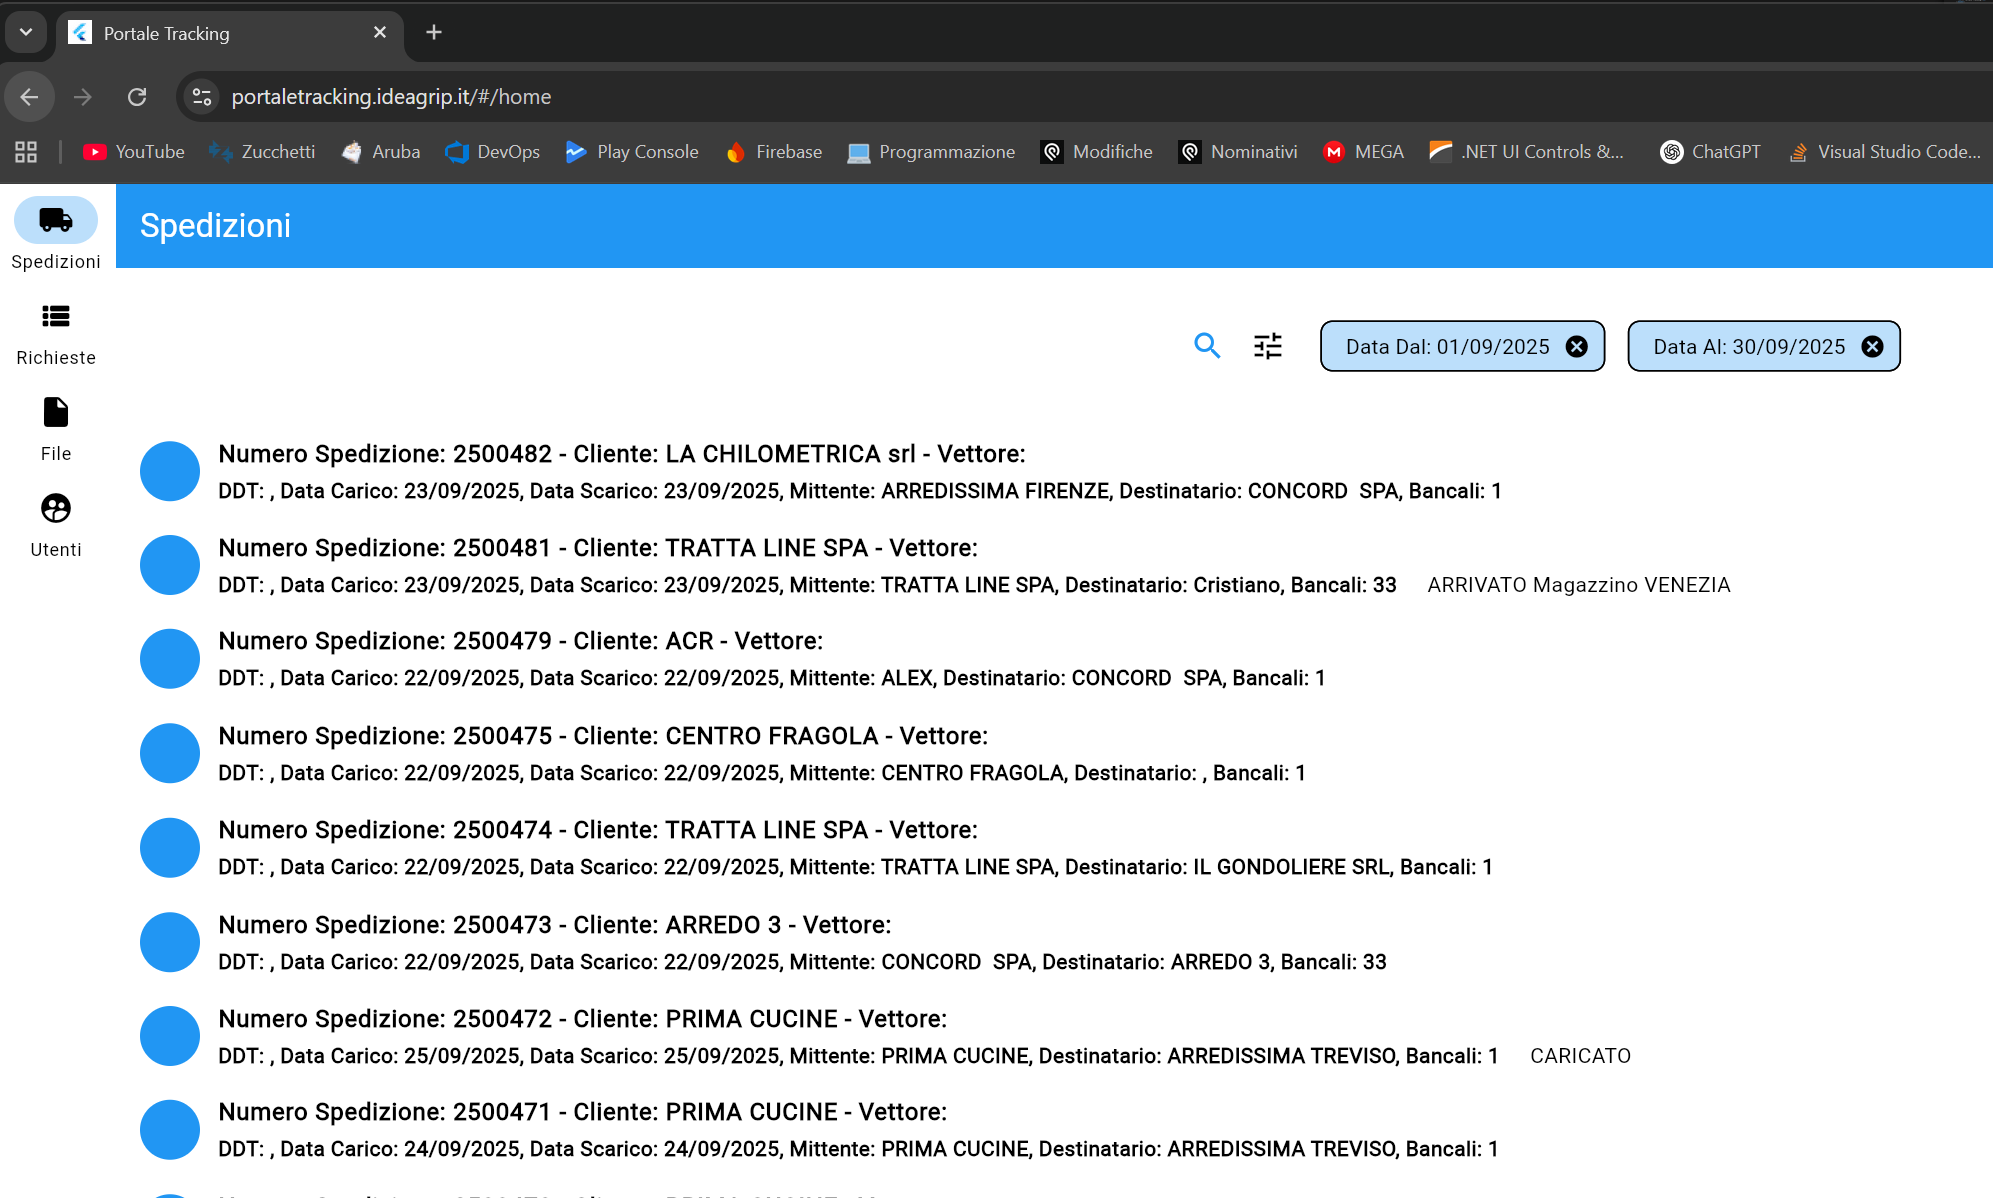 Portale Tracking
portaletracking.ideagrip.it/#/home
YouTube Zucchetti Aruba DevOps Play Console Firebase Programmazione Modifiche Nominativi MEGA .NET UI Controls &... ChatGPT Visual Studio Code...
Spedizioni
Spedizioni
Richieste
File
Utenti
Data Dal: 01/09/2025 Data Al: 30/09/2025
Numero Spedizione: 2500482 - Cliente: LA CHILOMETRICA srl - Vettore:
DDT: , Data Carico: 23/09/2025, Data Scarico: 23/09/2025, Mittente: ARREDISSIMA FIRENZE, Destinatario: CONCORD  SPA, Bancali: 1
Numero Spedizione: 2500481 - Cliente: TRATTA LINE SPA - Vettore:
DDT: , Data Carico: 23/09/2025, Data Scarico: 23/09/2025, Mittente: TRATTA LINE SPA, Destinatario: Cristiano, Bancali: 33 ARRIVATO Magazzino VENEZIA
Numero Spedizione: 2500479 - Cliente: ACR - Vettore:
DDT: , Data Carico: 22/09/2025, Data Scarico: 22/09/2025, Mittente: ALEX, Destinatario: CONCORD  SPA, Bancali: 1
Numero Spedizione: 2500475 - Cliente: CENTRO FRAGOLA - Vettore:
DDT: , Data Carico: 22/09/2025, Data Scarico: 22/09/2025, Mittente: CENTRO FRAGOLA, Destinatario: , Bancali: 1
Numero Spedizione: 2500474 - Cliente: TRATTA LINE SPA - Vettore:
DDT: , Data Carico: 22/09/2025, Data Scarico: 22/09/2025, Mittente: TRATTA LINE SPA, Destinatario: IL GONDOLIERE SRL, Bancali: 1
Numero Spedizione: 2500473 - Cliente: ARREDO 3 - Vettore:
DDT: , Data Carico: 22/09/2025, Data Scarico: 22/09/2025, Mittente: CONCORD  SPA, Destinatario: ARREDO 3, Bancali: 33
Numero Spedizione: 2500472 - Cliente: PRIMA CUCINE - Vettore:
DDT: , Data Carico: 25/09/2025, Data Scarico: 25/09/2025, Mittente: PRIMA CUCINE, Destinatario: ARREDISSIMA TREVISO, Bancali: 1 CARICATO
Numero Spedizione: 2500471 - Cliente: PRIMA CUCINE - Vettore:
DDT: , Data Carico: 24/09/2025, Data Scarico: 24/09/2025, Mittente: PRIMA CUCINE, Destinatario: ARREDISSIMA TREVISO, Bancali: 1